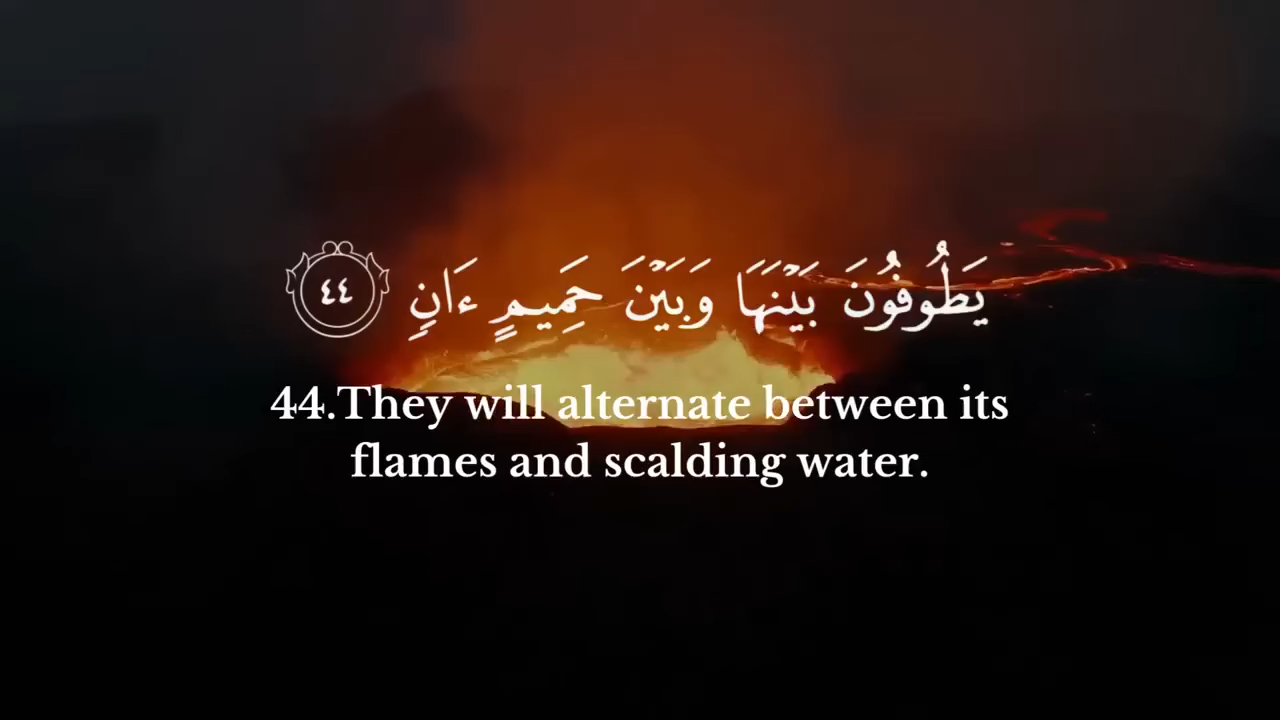 يَطُوفُونَ بَيْنَهَا وَبَيْنَ حَمِيمٍ ءَانٍ ٤٤
44.They will alternate between its
flames and scalding water.